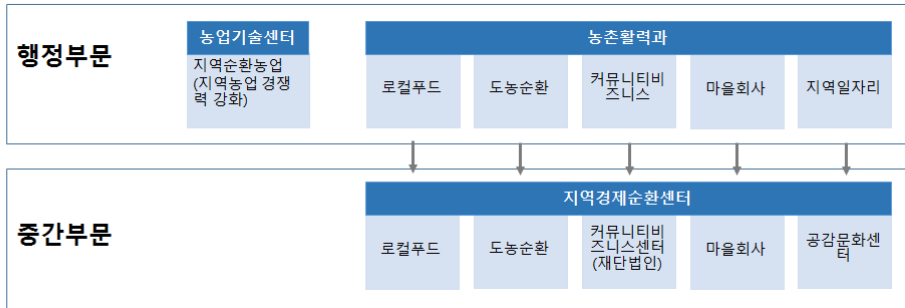 행정부문
농업기술센터
지역순환농업
(지역농업 경쟁
력 강화)
농촌활력과
로컬푸드
도농순환
커뮤니티비
즈니스
마을회사
지역일자리
중간부문
지역경제순환센터
로컬푸드
도농순환
커뮤니티비
즈니스센터
(재단법인)
마을회사
공감문화센
터